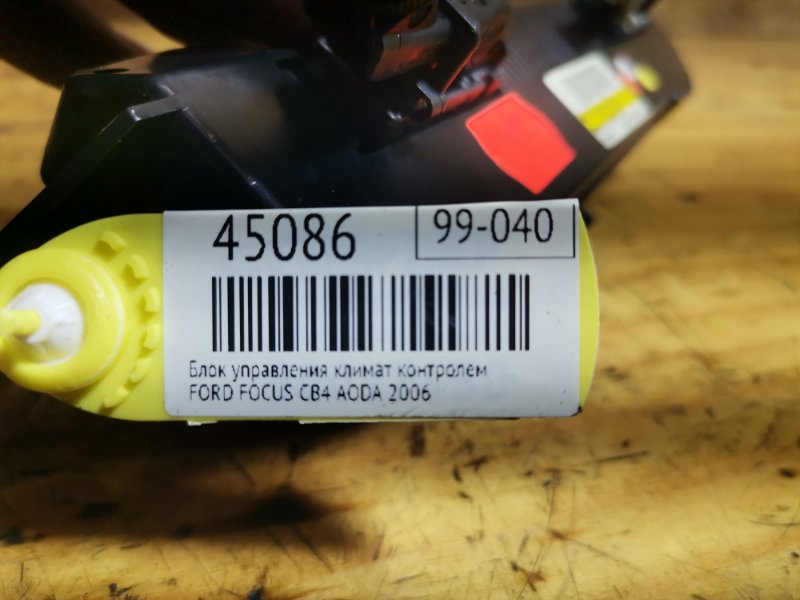 45086
99-040
Блок управления климат контролем
FORD FOCUS CB4 AODA 2006